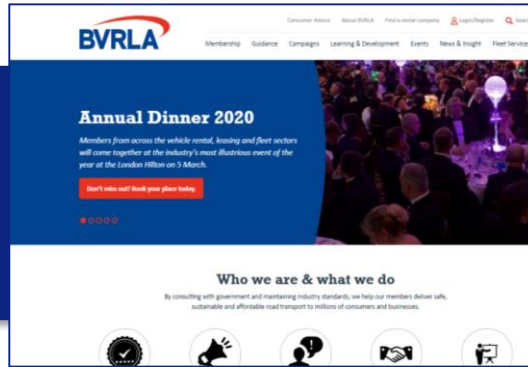 Consumer Advice About BVRLA Find a rental company Login/Register
BVRLA
Membership Guidance Campaigns Learning & Development Events News & Insight Fleet Services
Annual Dinner 2020
Members from across the vehicle rental, leasing and fleet sectors
will come together at the industry's most illustrious event of the
year at the London Hilton on 5 March.
Don't miss out! Book your place today.
Who we are & what we do
By consulting with government and maintaining industry standards, we help our members deliver safe,
sustainable and affordable road transport to millions of consumers and businesses.